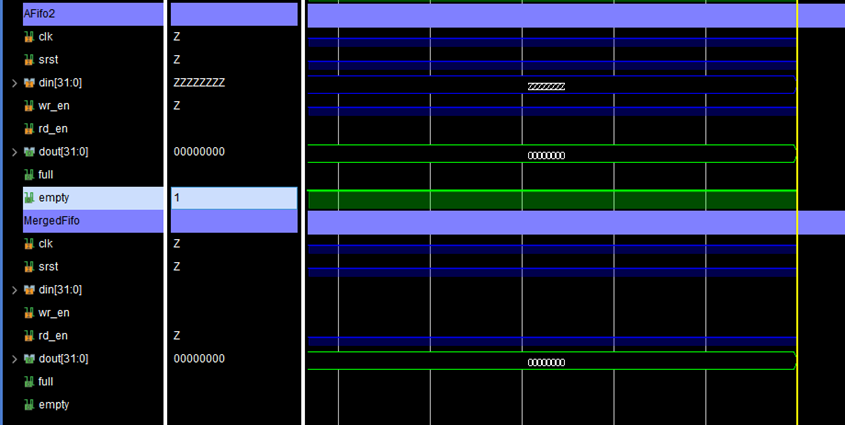 AFifo2
clk Z
srst Z
din[31:0] ZZZZZZZZ ZZZZZZZZ
wr_en Z
rd_en
dout[31:0] 00000000 00000000
full
empty 1
MergedFifo
clk Z
srst Z
din[31:0]
wr_en
rd_en Z
dout[31:0] 00000000 00000000
full
empty